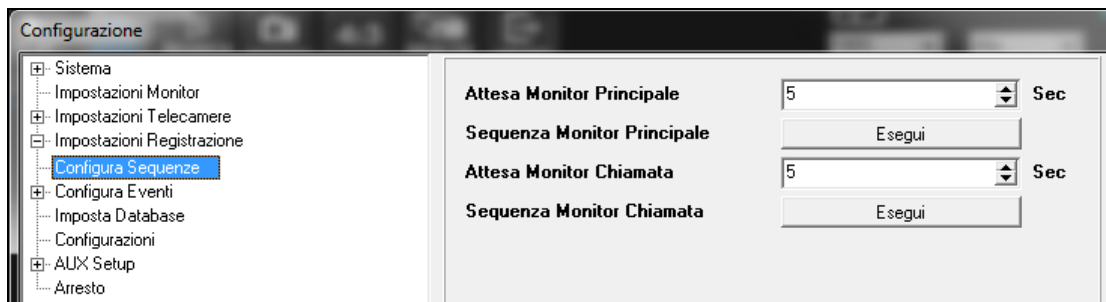 Configurazione
Sistema
Impostazioni Monitor
Impostazioni Telecamere
Impostazioni Registrazione
Configura Sequenze
Configura Eventi
Imposta Database
Configurazioni
AUX Setup
Arresto
Attesa Monitor Principale 5 Sec
Sequenza Monitor Principale Esegui
Attesa Monitor Chiamata 5 Sec
Sequenza Monitor Chiamata Esegui